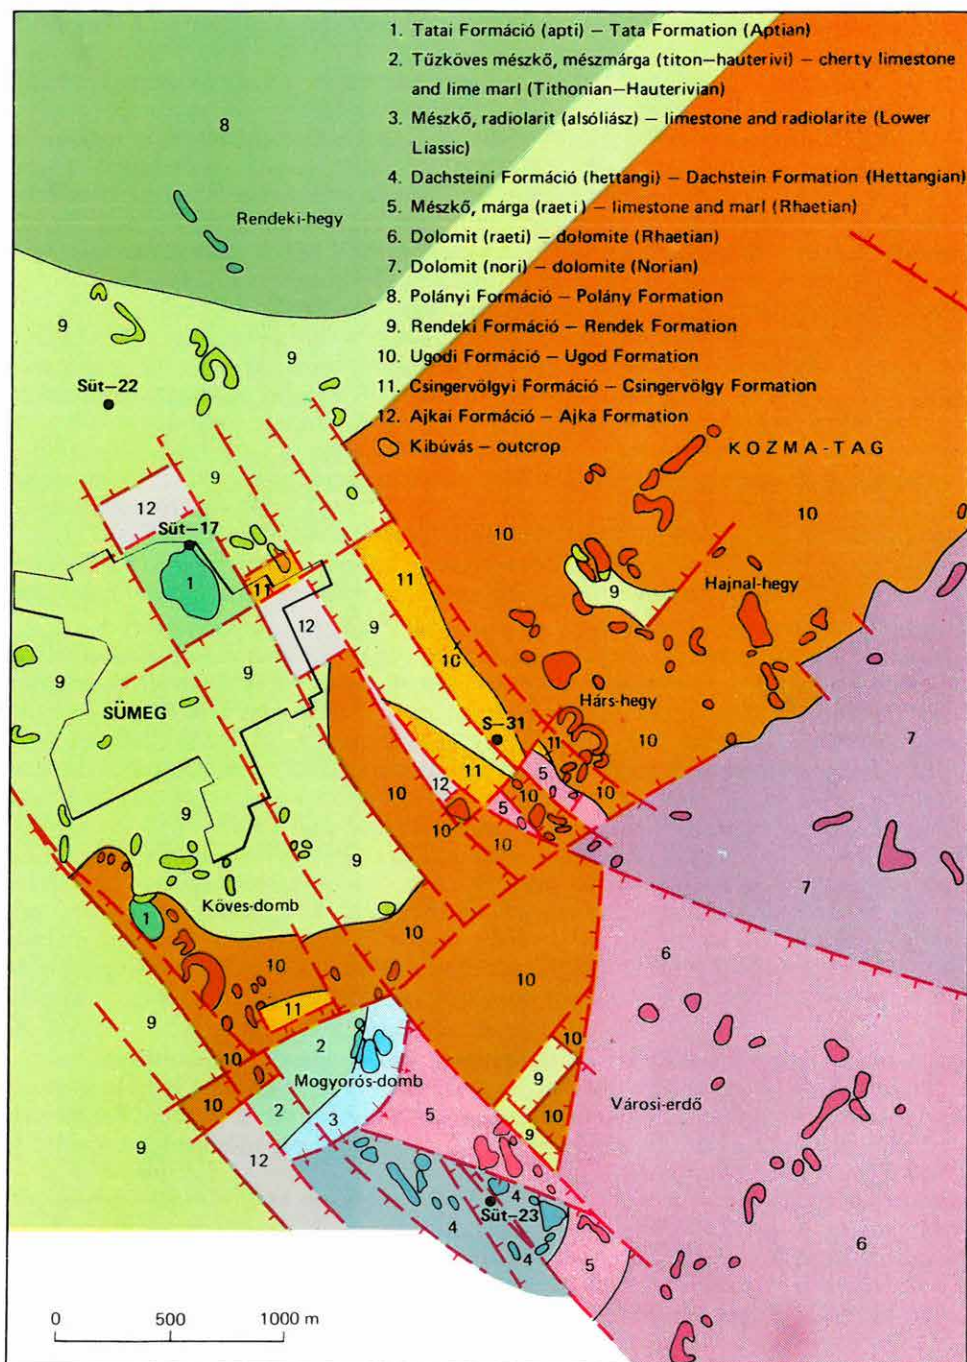 1. Tatai Formáció (apti) – Tata Formation (Aptian)
2. Tűzköves mészkő, mészmárga (titon–hauterivi) – cherty limestone
and lime marl (Tithonian–Hauterivian)
3. Mészkő, radiolarit (alsóliász) – limestone and radiolarite (Lower
Liassic)
4. Dachsteini Formáció (hettangi) – Dachstein Formation (Hettangian)
5. Mészkő, márga (raeti) – limestone and marl (Rhaetian)
6. Dolomit (raeti) – dolomite (Rhaetian)
7. Dolomit (nori) – dolomite (Norian)
8. Polányi Formáció – Polány Formation
9. Rendeki Formáció – Rendek Formation
10. Ugodi Formáció – Ugod Formation
11. Csingervölgyi Formáció – Csingervölgy Formation
12. Ajkai Formáció – Ajka Formation
Kibúvás – outcrop
8
Rendeki-hegy
9
9
Süt–22
KOZMA-TAG
9
12
10
10
Süt–17
1
11
11
9
Hajnal-hegy
12
9
10
9
9
SÜMEG
Hárs-hegy
S–31
10
11
7
11
5
12
10
10
10
5
10
10
9
9
7
Köves-domb
1
10
6
10
10
11
9
2
10
10
10
Mogyorós-domb
9
Városi-erdő
10
2
3
5
10
9
9
12
4
Süt–23
4
4
5
6
0 500 1000 m